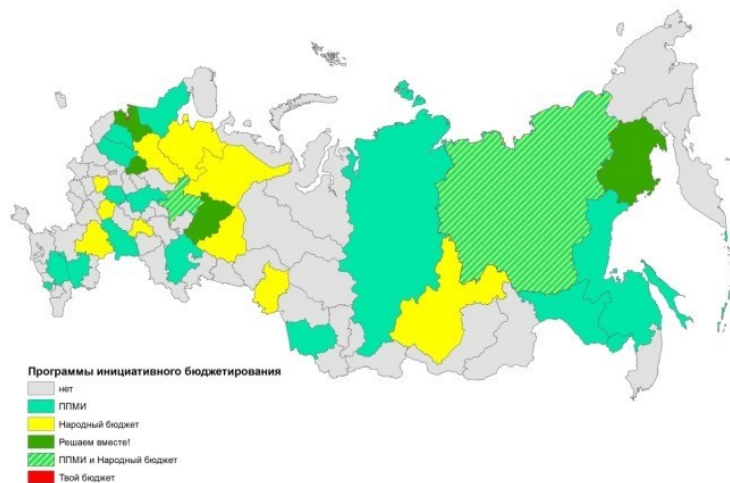 Программы инициативного бюджетирования
нет
ППМИ
Народный бюджет
Решаем вместе!
ППМИ и Народный бюджет
Твой бюджет